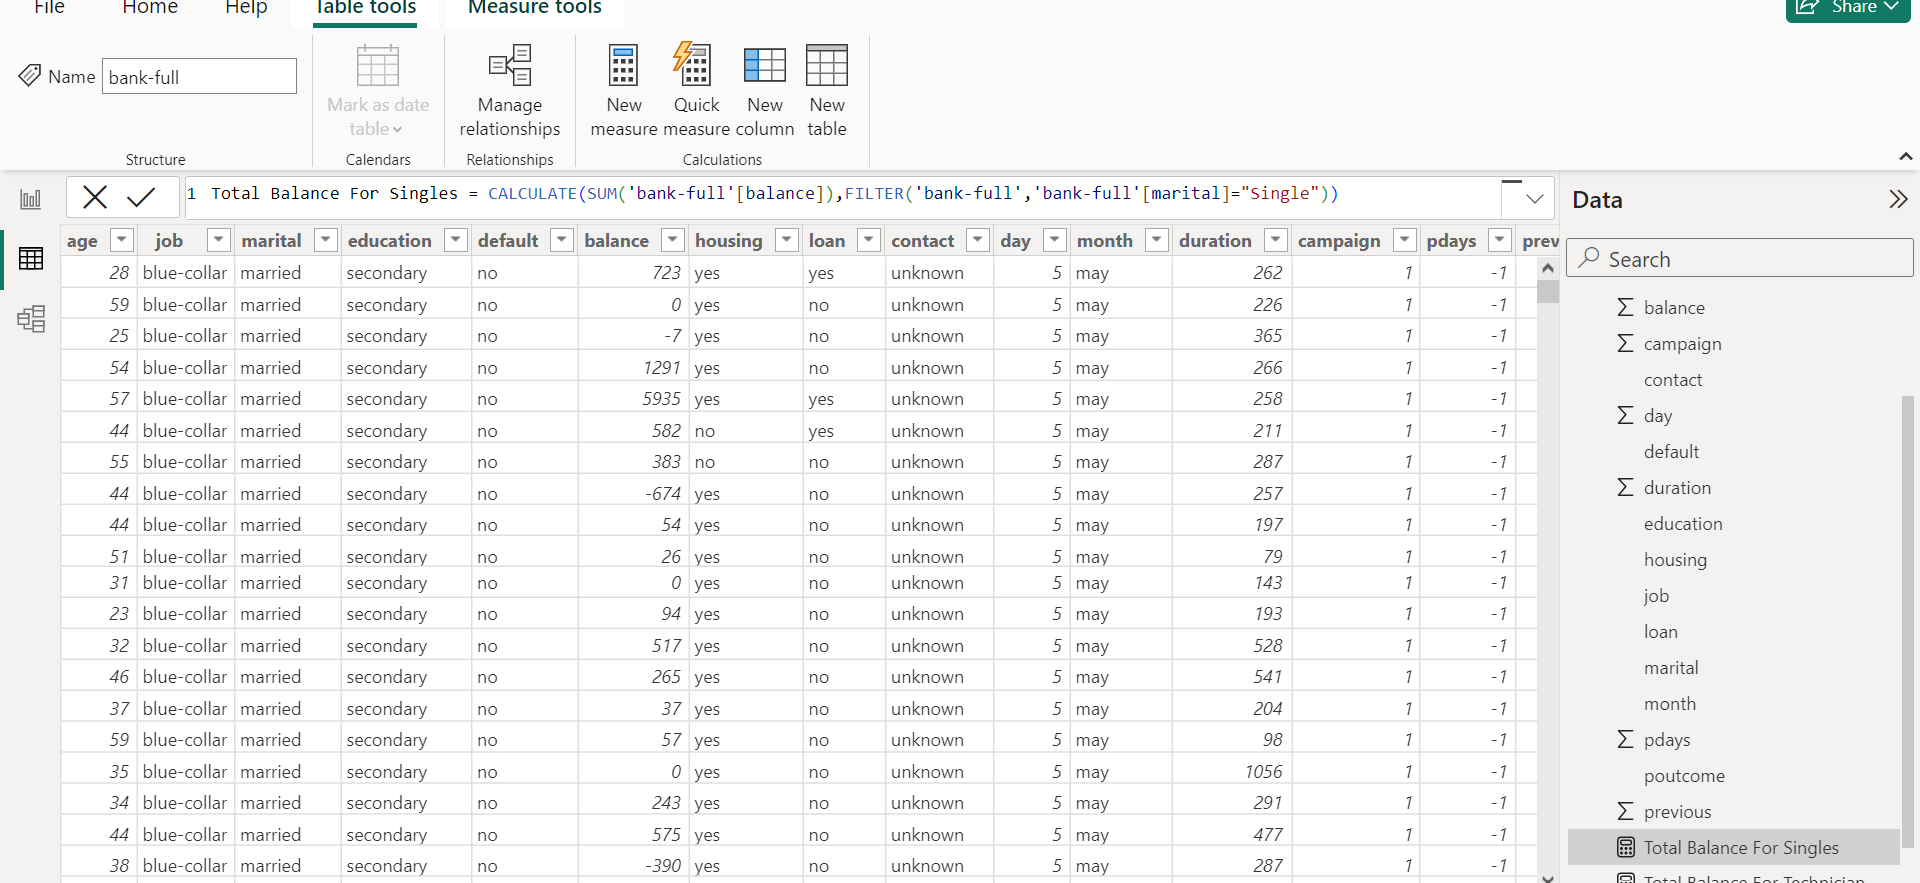 File Home Help Table tools Measure tools Share
Name bank-full
Mark as date table
Manage relationships
New measure
Quick measure
New column
New table
Structure Calendars Relationships Calculations
1 Total Balance For Singles = CALCULATE(SUM('bank-full'[balance]),FILTER('bank-full','bank-full'[marital]="Single"))
age job marital education default balance housing loan contact day month duration campaign pdays prev
28 blue-collar married secondary no 723 yes yes unknown 5 may 262 1 -1
59 blue-collar married secondary no 0 yes no unknown 5 may 226 1 -1
25 blue-collar married secondary no -7 yes no unknown 5 may 365 1 -1
54 blue-collar married secondary no 1291 yes no unknown 5 may 266 1 -1
57 blue-collar married secondary no 5935 yes yes unknown 5 may 258 1 -1
44 blue-collar married secondary no 582 no yes unknown 5 may 211 1 -1
55 blue-collar married secondary no 383 no no unknown 5 may 287 1 -1
44 blue-collar married secondary no -674 yes no unknown 5 may 257 1 -1
44 blue-collar married secondary no 54 yes no unknown 5 may 197 1 -1
51 blue-collar married secondary no 26 yes no unknown 5 may 79 1 -1
31 blue-collar married secondary no 0 yes no unknown 5 may 143 1 -1
23 blue-collar married secondary no 94 yes no unknown 5 may 193 1 -1
32 blue-collar married secondary no 517 yes no unknown 5 may 528 1 -1
46 blue-collar married secondary no 265 yes no unknown 5 may 541 1 -1
37 blue-collar married secondary no 37 yes no unknown 5 may 204 1 -1
59 blue-collar married secondary no 57 yes no unknown 5 may 98 1 -1
35 blue-collar married secondary no 0 yes no unknown 5 may 1056 1 -1
34 blue-collar married secondary no 243 yes no unknown 5 may 291 1 -1
44 blue-collar married secondary no 575 yes no unknown 5 may 477 1 -1
38 blue-collar married secondary no -390 yes no unknown 5 may 287 1 -1
Data
Search
∑ balance
∑ campaign
contact
∑ day
default
∑ duration
education
housing
job
loan
marital
month
∑ pdays
poutcome
∑ previous
Total Balance For Singles
Total Balance For Technician